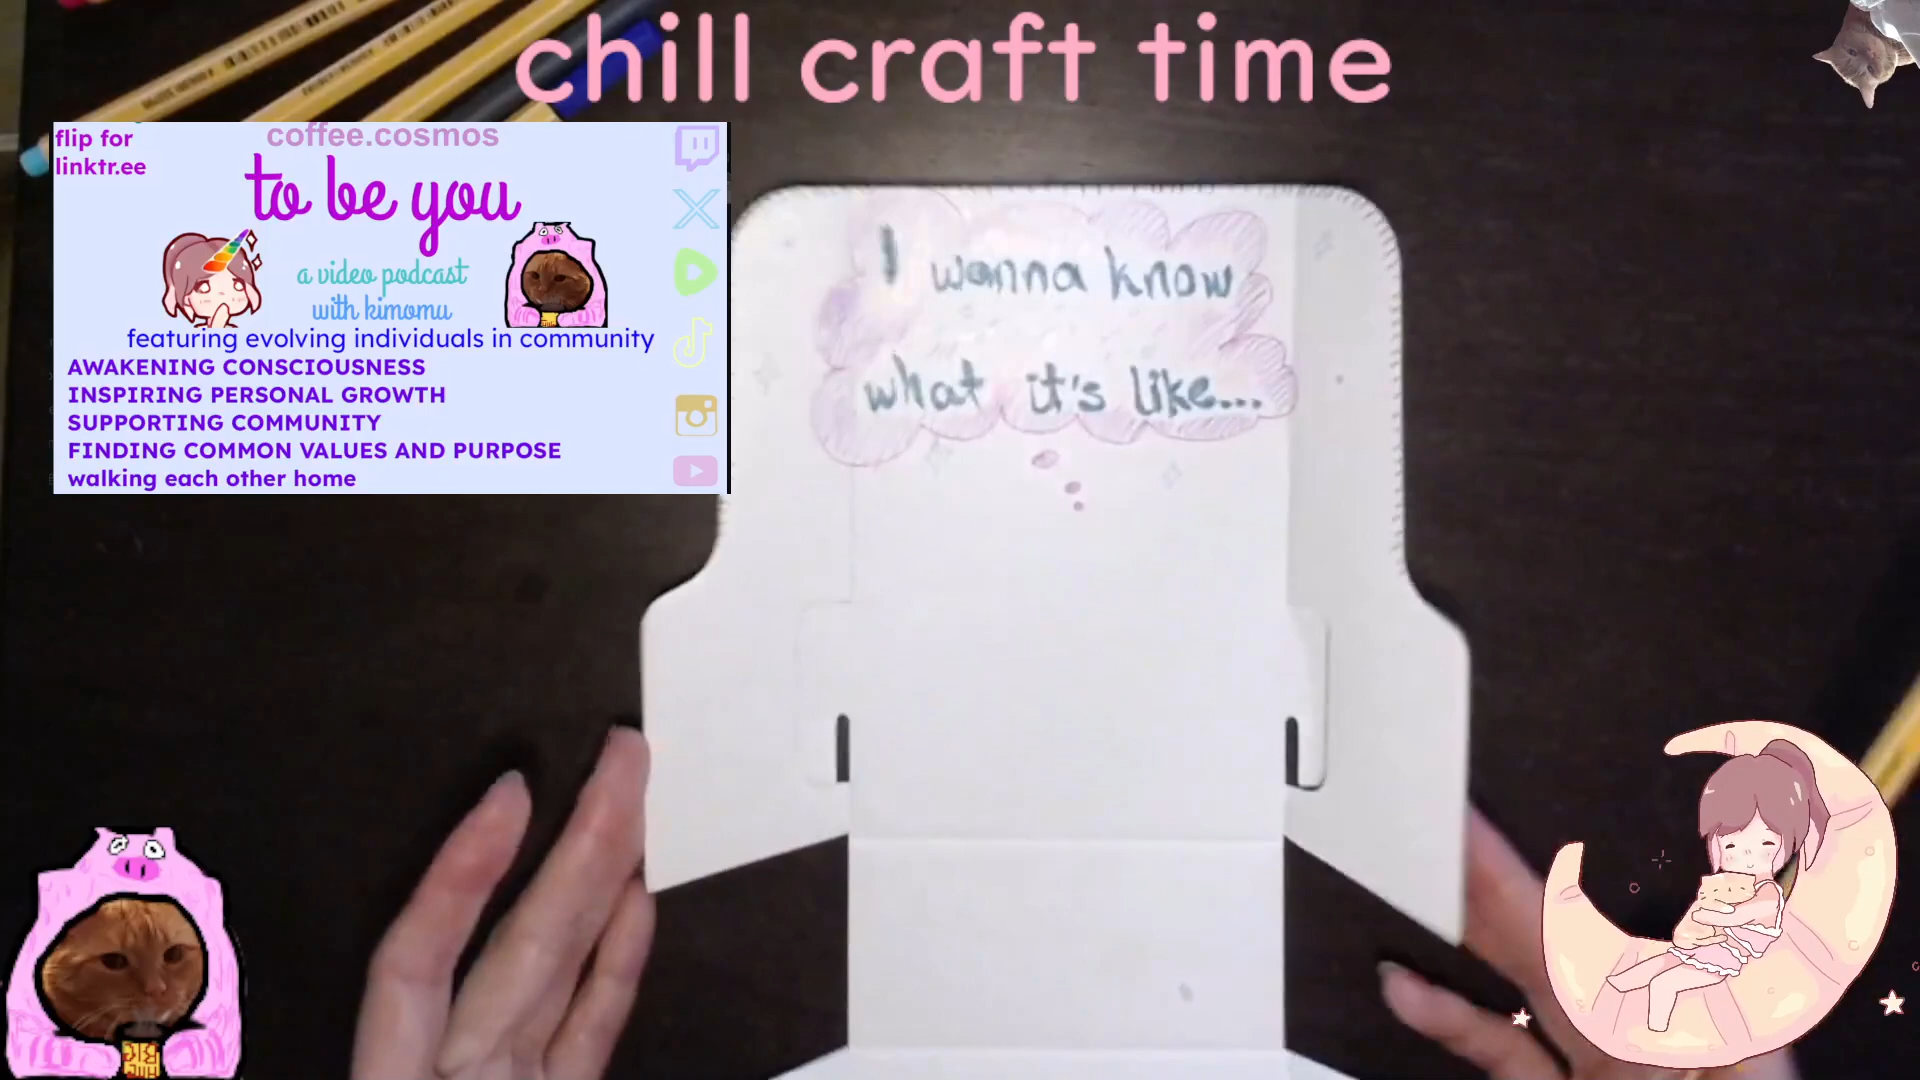 chill craft time
flip for
linktr.ee
coffee.cosmos
to be you
a video podcast
with kimomu
featuring evolving individuals in community
AWAKENING CONSCIOUSNESS
INSPIRING PERSONAL GROWTH
SUPPORTING COMMUNITY
FINDING COMMON VALUES AND PURPOSE
walking each other home
I wanna know
what it's like...